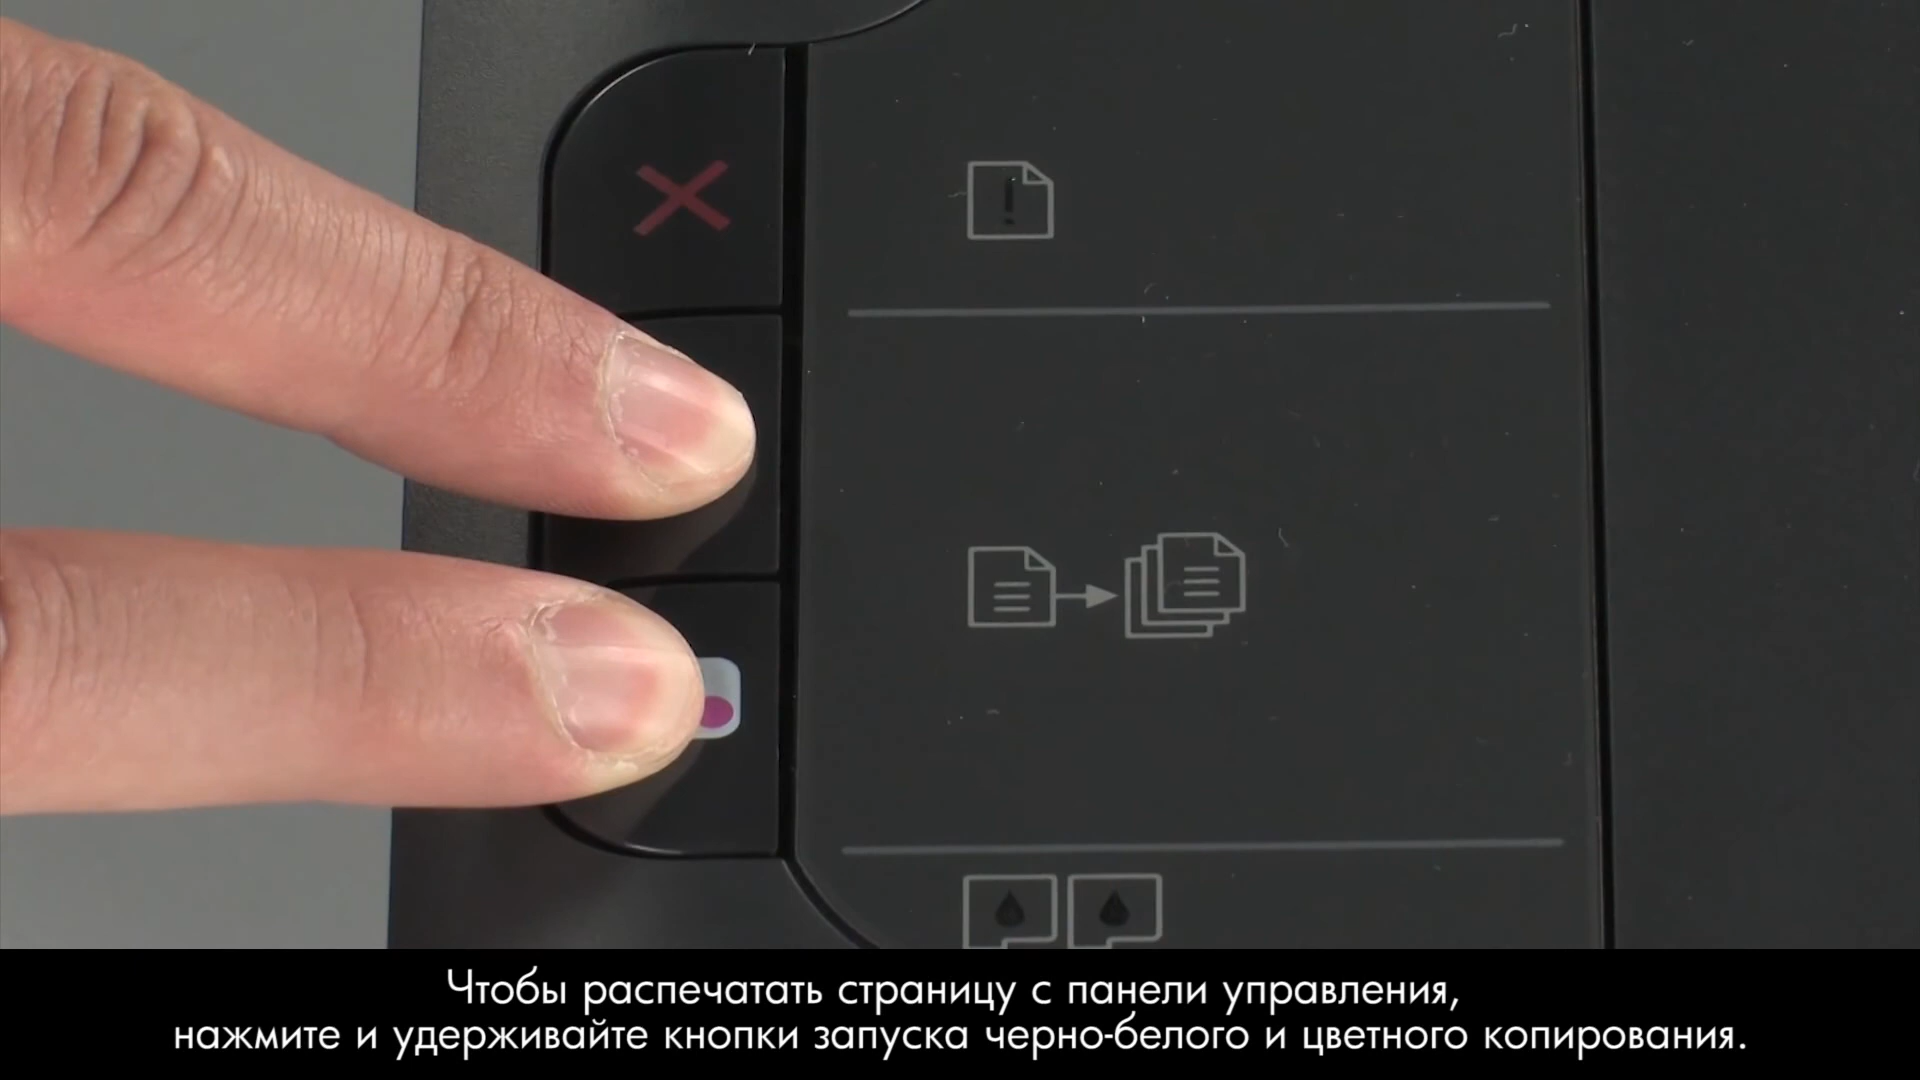 Чтобы распечатать страницу с панели управления,
нажмите и удерживайте кнопки запуска черно-белого и цветного копирования.